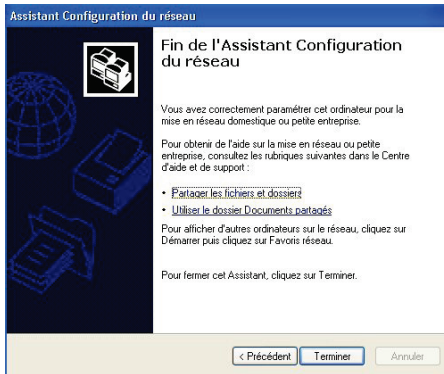 Assistant Configuration du réseau
Fin de l'Assistant Configuration
du réseau
Vous avez correctement paramétré cet ordinateur pour la
mise en réseau domestique ou petite entreprise.
Pour obtenir de l'aide sur la mise en réseau ou petite
entreprise, consultez les rubriques suivantes dans le Centre
d'aide et de support :
• Partager les fichiers et dossiers
• Utiliser le dossier Documents partagés
Pour afficher d'autres ordinateurs sur le réseau, cliquez sur
Démarrer puis cliquez sur Favoris réseau.
Pour fermer cet Assistant, cliquez sur Terminer.
< Précédent Terminer Annuler